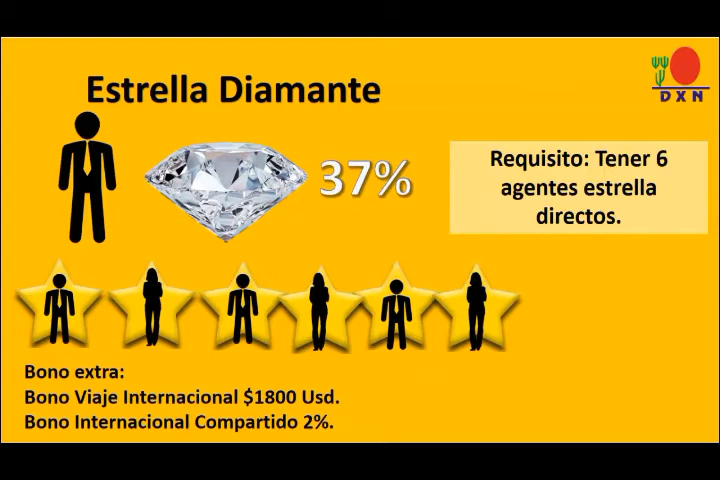 Estrella Diamante
DXN
37%
Requisito: Tener 6
agentes estrella
directos.
Bono extra:
Bono Viaje Internacional $1800 Usd.
Bono Internacional Compartido 2%.